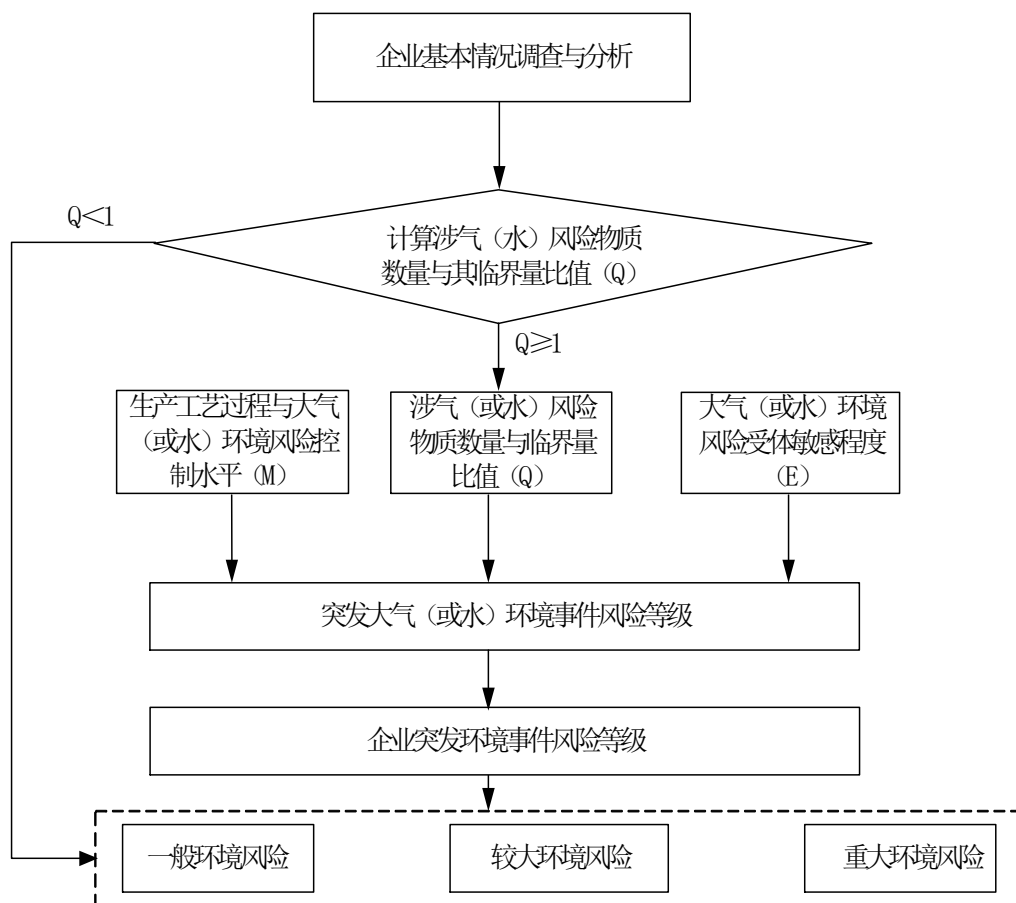 企业基本情况调查与分析
Q<1
计算涉气（水）风险物质
数量与其临界量比值（Q）
Q≥1
生产工艺过程与大气
（或水）环境风险控
制水平（M）
涉气（或水）风险
物质数量与临界量
比值（Q）
大气（或水）环境
风险受体敏感程度
（E）
突发大气（或水）环境事件风险等级
企业突发环境事件风险等级
一般环境风险
较大环境风险
重大环境风险